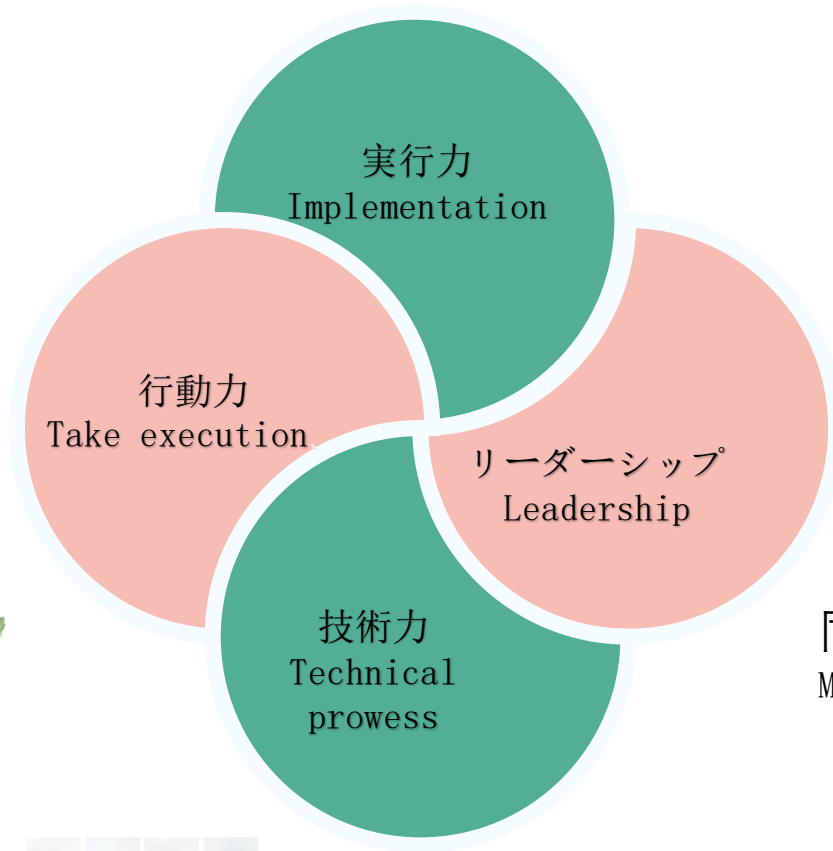 実行力
Implementation
行動力
Take execution
リーダーシップ
Leadership
技術力
Technical
prowess